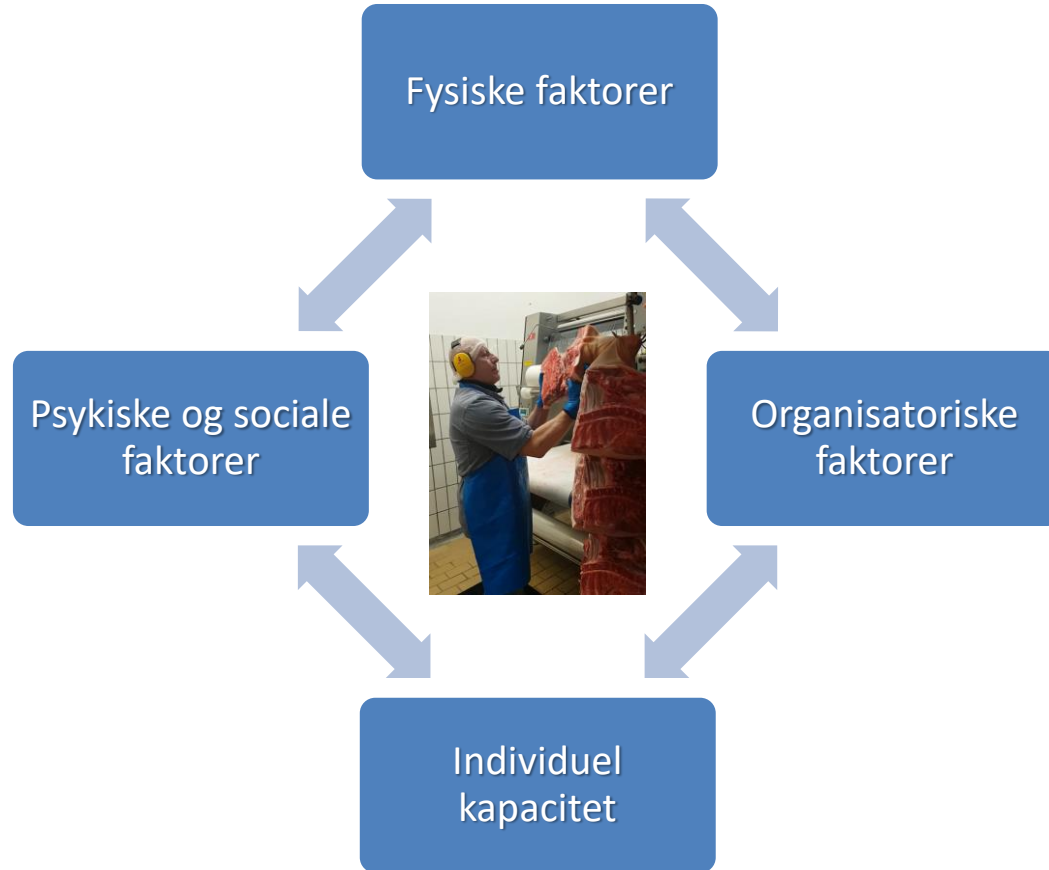 Fysiske faktorer
Psykiske og sociale
faktorer
Organisatoriske
faktorer
Individuel
kapacitet